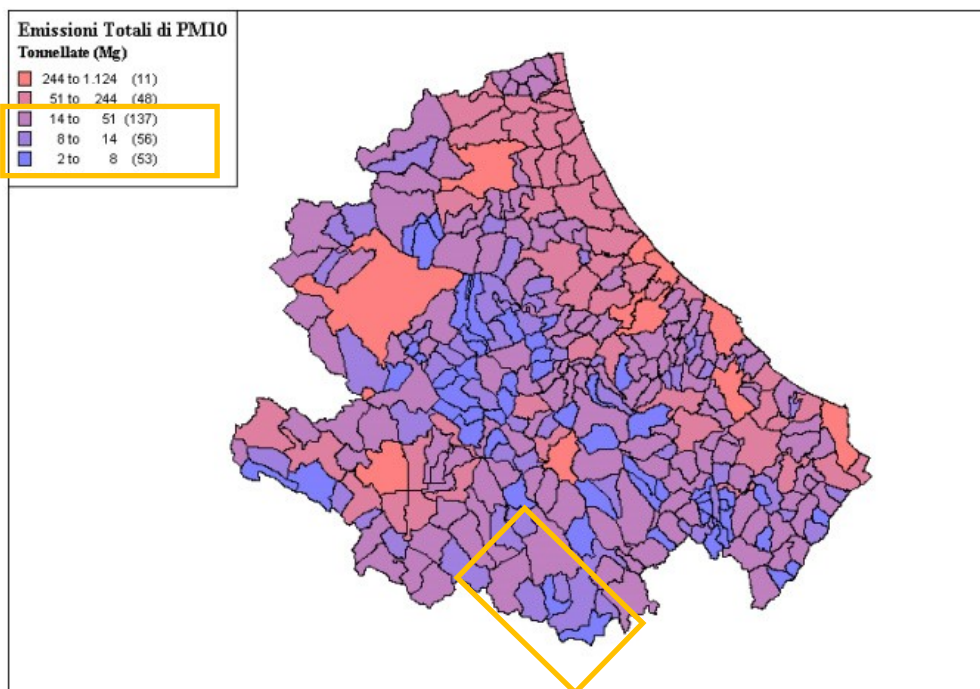 Emissioni Totali di PM10
Tonnellate (Mg)
244 to 1.124 (11)
51 to 244 (48)
14 to 51 (137)
8 to 14 (56)
2 to 8 (53)